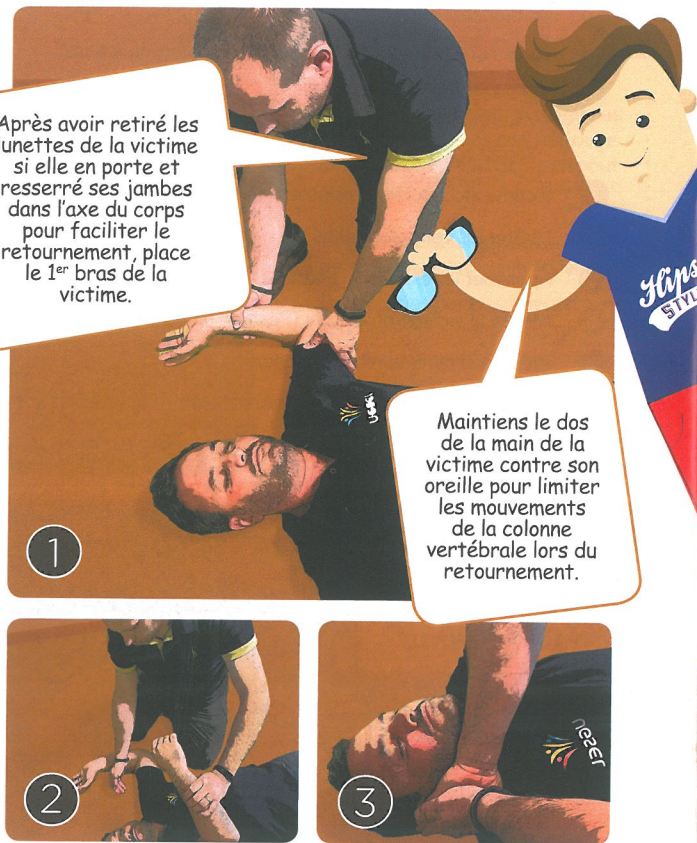 Après avoir retiré les
unettes de la victime
si elle en porte et
resserré ses jambes
dans l'axe du corps
pour faciliter le
retournement, place
le 1er bras de la
victime.
Hips
STYL
UGSEL
Maintiens le dos
de la main de la
victime contre son
oreille pour limiter
les mouvements
de la colonne
vertébrale lors du
retournement.
1
2
3